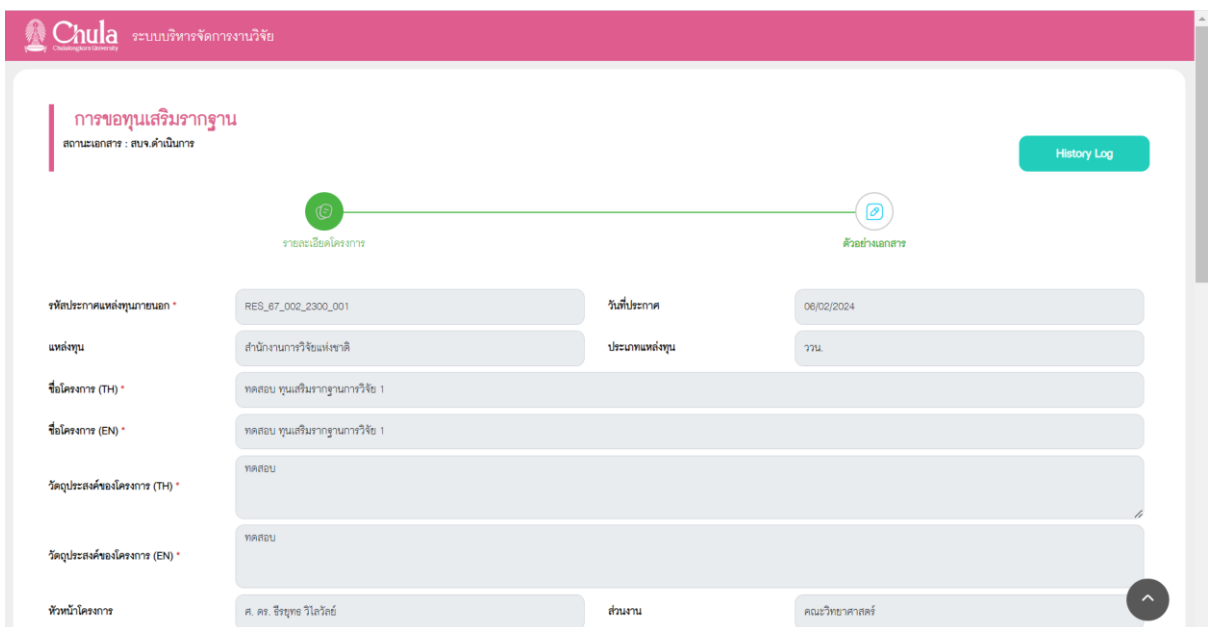 Chula
Chulalongkorn University
ระบบบริหารจัดการงานวิจัย
การขอทุนเสริมรากฐาน
สถานะเอกสาร : สบจ.ดำเนินการ
History Log
รายละเอียดโครงการ
ตัวอย่างเอกสาร
รหัสประกาศแหล่งทุนภายนอก * RES_67_002_2300_001 วันที่ประกาศ 06/02/2024
แหล่งทุน สำนักงานการวิจัยแห่งชาติ ประเภทแหล่งทุน ววน.
ชื่อโครงการ (TH) * ทดสอบ ทุนเสริมรากฐานการวิจัย 1
ชื่อโครงการ (EN) * ทดสอบ ทุนเสริมรากฐานการวิจัย 1
วัตถุประสงค์ของโครงการ (TH) * ทดสอบ
วัตถุประสงค์ของโครงการ (EN) * ทดสอบ
หัวหน้าโครงการ ศ. ดร. ธีรยุทธ วิไลวัลย์ ส่วนงาน คณะวิทยาศาสตร์